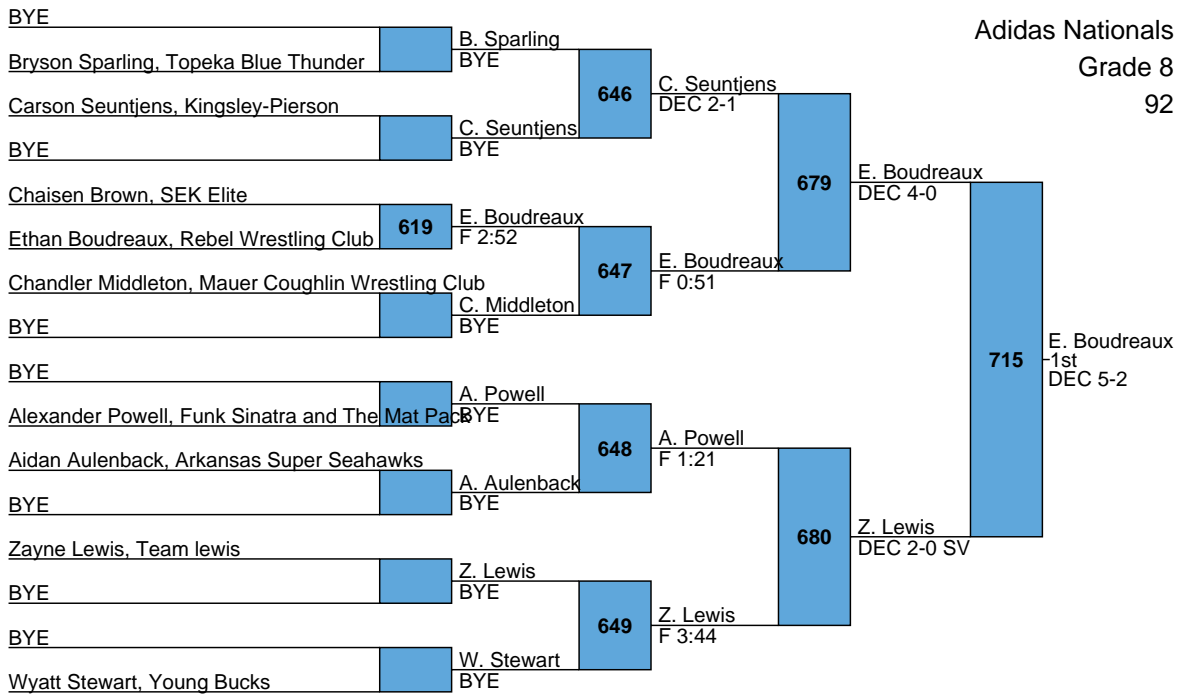 Adidas Nationals
Grade 8
92
BYE
Bryson Sparling, Topeka Blue Thunder
Carson Seuntjens, Kingsley-Pierson
BYE
Chaisen Brown, SEK Elite
Ethan Boudreaux, Rebel Wrestling Club
Chandler Middleton, Mauer Coughlin Wrestling Club
BYE
BYE
Alexander Powell, Funk Sinatra and The Mat Pack
Aidan Aulenback, Arkansas Super Seahawks
BYE
Zayne Lewis, Team lewis
BYE
BYE
Wyatt Stewart, Young Bucks
619
B. Sparling
BYE
C. Seuntjens
BYE
E. Boudreaux
F 2:52
C. Middleton
BYE
A. Powell
BYE
A. Aulenback
BYE
Z. Lewis
BYE
W. Stewart
BYE
646
647
648
649
C. Seuntjens
DEC 2-1
E. Boudreaux
F 0:51
A. Powell
F 1:21
Z. Lewis
F 3:44
679
680
E. Boudreaux
DEC 4-0
Z. Lewis
DEC 2-0 SV
715
E. Boudreaux
1st
DEC 5-2